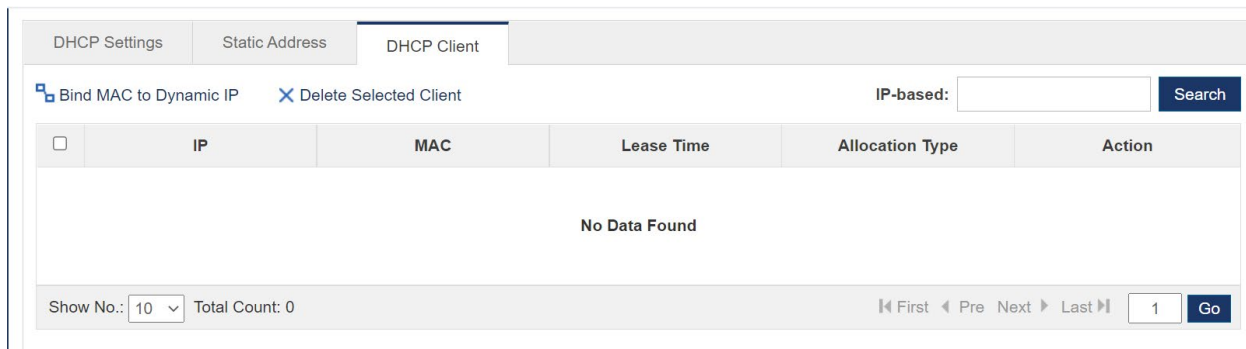 DHCP Settings Static Address DHCP Client
Bind MAC to Dynamic IP Delete Selected Client IP-based: Search
IP MAC Lease Time Allocation Type Action
No Data Found
Show No.: 10 Total Count: 0 First Pre Next Last 1 Go